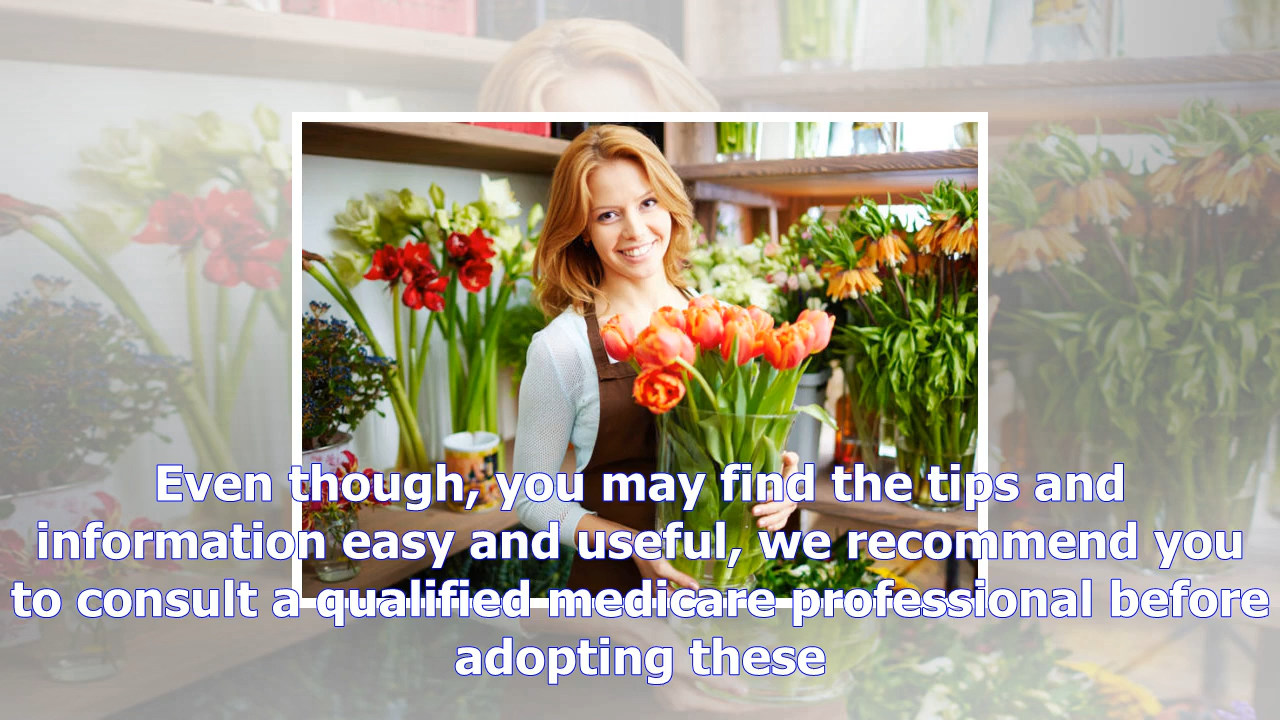 Even though, you may find the tips and
information easy and useful, we recommend you
to consult a qualified medicare professional before
adopting these